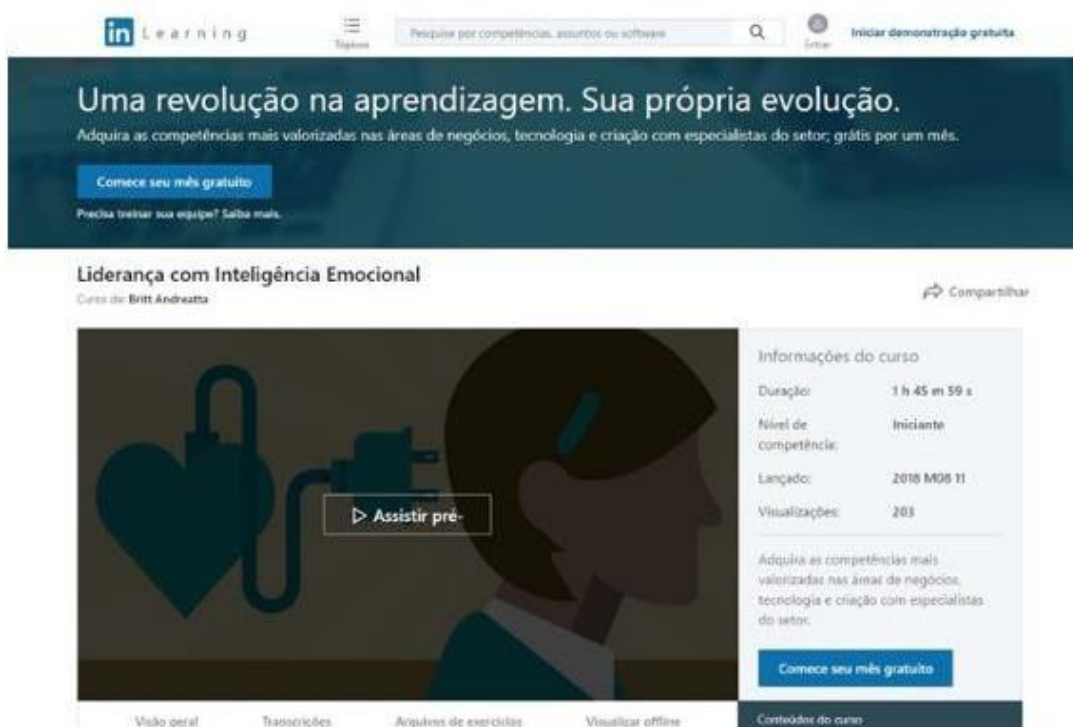 in Learning
Tópicos
Pesquise por competências, assuntos ou software
Entrar
Iniciar demonstração gratuita
Uma revolução na aprendizagem. Sua própria evolução.
Adquira as competências mais valorizadas nas áreas de negócios, tecnologia e criação com especialistas do setor; grátis por um mês.
Comece seu mês gratuito
Precisa treinar sua equipe? Saiba mais.
Liderança com Inteligência Emocional
Curso de: Britt Andreatta
Compartilhar
Assistir pré-
Informações do curso
Duração: 1 h 45 m 59 s
Nível de Iniciante
competência:
Lançado: 2018 M08 11
Visualizações: 203
Adquira as competências mais
valorizadas nas áreas de negócios,
tecnologia e criação com especialistas
do setor.
Comece seu mês gratuito
Visão geral Transcrições Arquivos de exercícios Visualizar offline
Conteúdos do curso